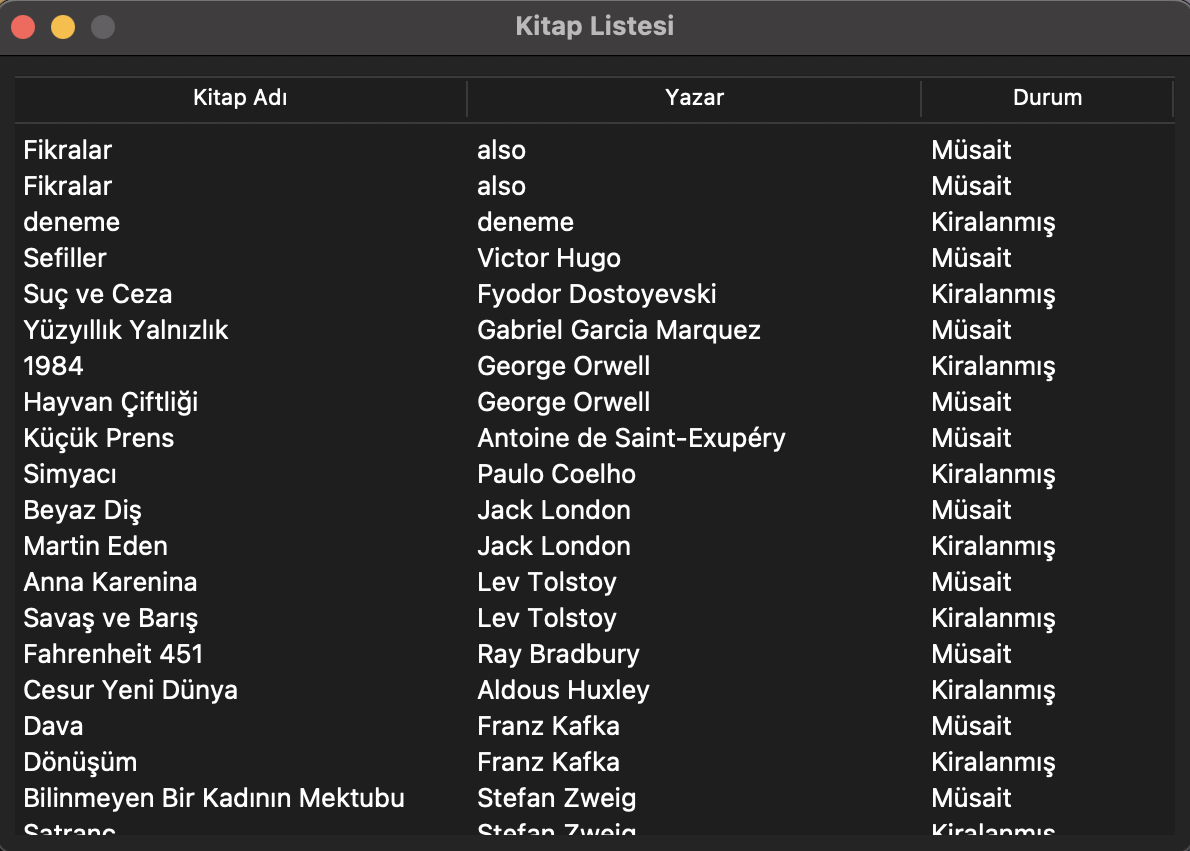 Kitap Listesi
Kitap Adı Yazar Durum
Fikralar also Müsait
Fikralar also Müsait
deneme deneme Kiralanmış
Sefiller Victor Hugo Müsait
Suç ve Ceza Fyodor Dostoyevski Kiralanmış
Yüzyıllık Yalnızlık Gabriel Garcia Marquez Müsait
1984 George Orwell Kiralanmış
Hayvan Çiftliği George Orwell Müsait
Küçük Prens Antoine de Saint-Exupéry Müsait
Simyacı Paulo Coelho Kiralanmış
Beyaz Diş Jack London Müsait
Martin Eden Jack London Kiralanmış
Anna Karenina Lev Tolstoy Müsait
Savaş ve Barış Lev Tolstoy Kiralanmış
Fahrenheit 451 Ray Bradbury Müsait
Cesur Yeni Dünya Aldous Huxley Kiralanmış
Dava Franz Kafka Müsait
Dönüşüm Franz Kafka Kiralanmış
Bilinmeyen Bir Kadının Mektubu Stefan Zweig Müsait
Satranç Stefan Zweig Kiralanmış